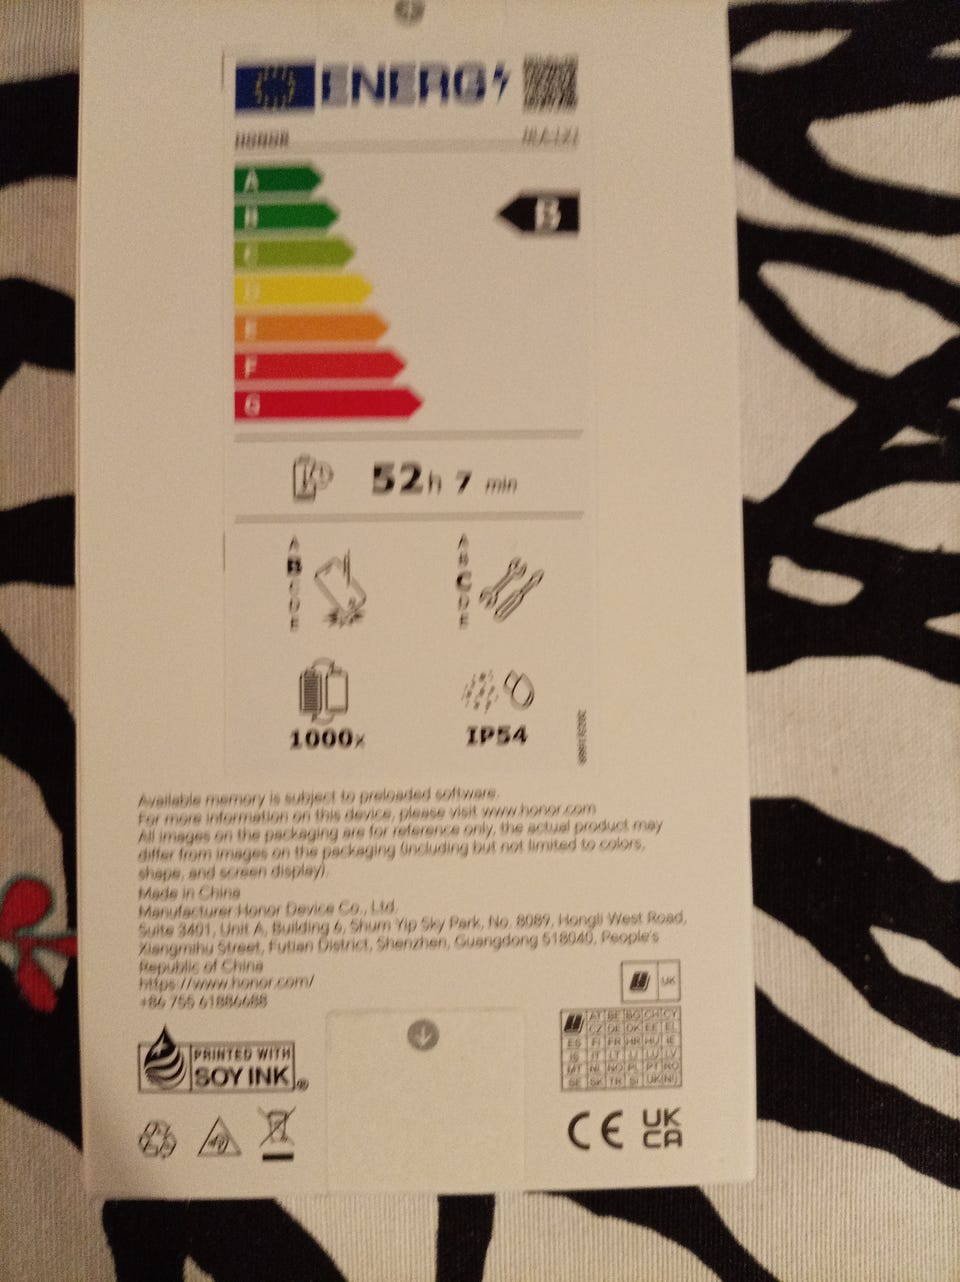 ENERG
HONOR
A
B
B
C
D
E
F
G
52h 7 min
A
B
C
D
E
A
B
C
D
E
1000x
IP54
Available memory is subject to preloaded software.
For more information on this device, please visit www.honor.com
All images on the packaging are for reference only, the actual product may
differ from images on the packaging (including but not limited to colors,
shape, and screen display).
Made in China
Manufacturer:Honor Device Co., Ltd.
Suite 3401, Unit A, Building 6, Shum Yip Sky Park, No. 8089, Hongli West Road,
Xiangmihu Street, Futian District, Shenzhen, Guangdong 518040, People's
Republic of China
https://www.honor.com/
+86 755 61886688
UK
AT BE BG CH CY
CZ DE DK EE EL
ES FI FR HR HU IE
IS IT LT LI LU LV
MT NL NO PL PT RO
SE SK TR SI UK(NI)
PRINTED WITH
SOY INK®
CE
UK
CA